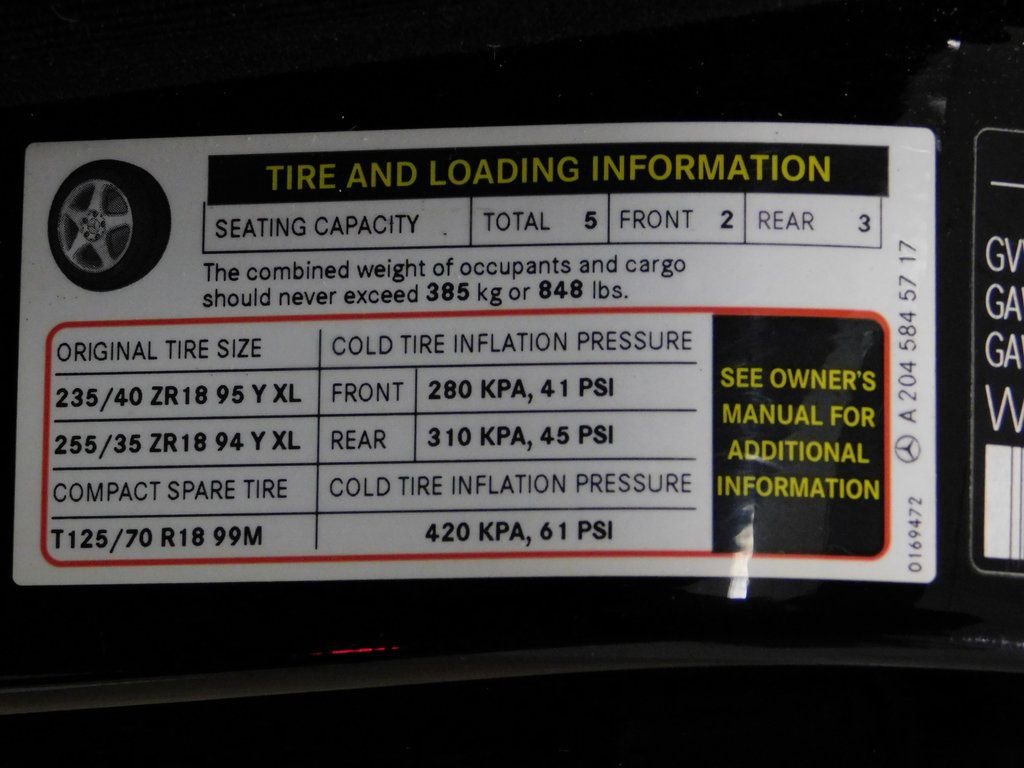 TIRE AND LOADING INFORMATION
SEATING CAPACITY TOTAL 5 FRONT 2 REAR 3
The combined weight of occupants and cargo
should never exceed 385 kg or 848 lbs.
ORIGINAL TIRE SIZE COLD TIRE INFLATION PRESSURE
235/40 ZR18 95 Y XL FRONT 280 KPA, 41 PSI
255/35 ZR18 94 Y XL REAR 310 KPA, 45 PSI
COMPACT SPARE TIRE COLD TIRE INFLATION PRESSURE
T125/70 R18 99M 420 KPA, 61 PSI
SEE OWNER'S
MANUAL FOR
ADDITIONAL
INFORMATION
0169472 A 204 584 57 17